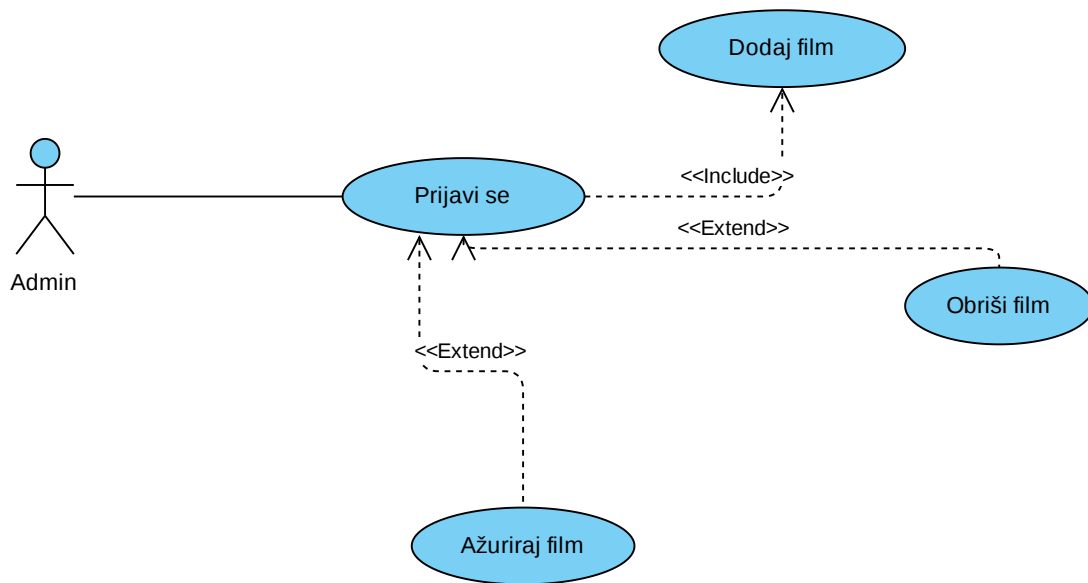 Dodaj film
Prijavi se
<<Include>>
<<Extend>>
Admin
Obriši film
<<Extend>>
Ažuriraj film